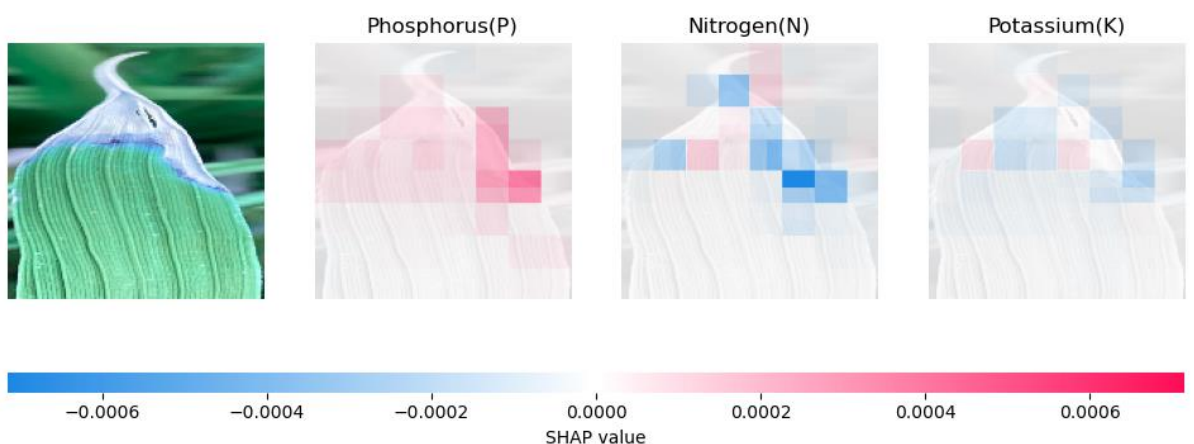 Phosphorus(P)
Nitrogen(N)
Potassium(K)
−0.0006
−0.0004
−0.0002
0.0000
0.0002
0.0004
0.0006
SHAP value